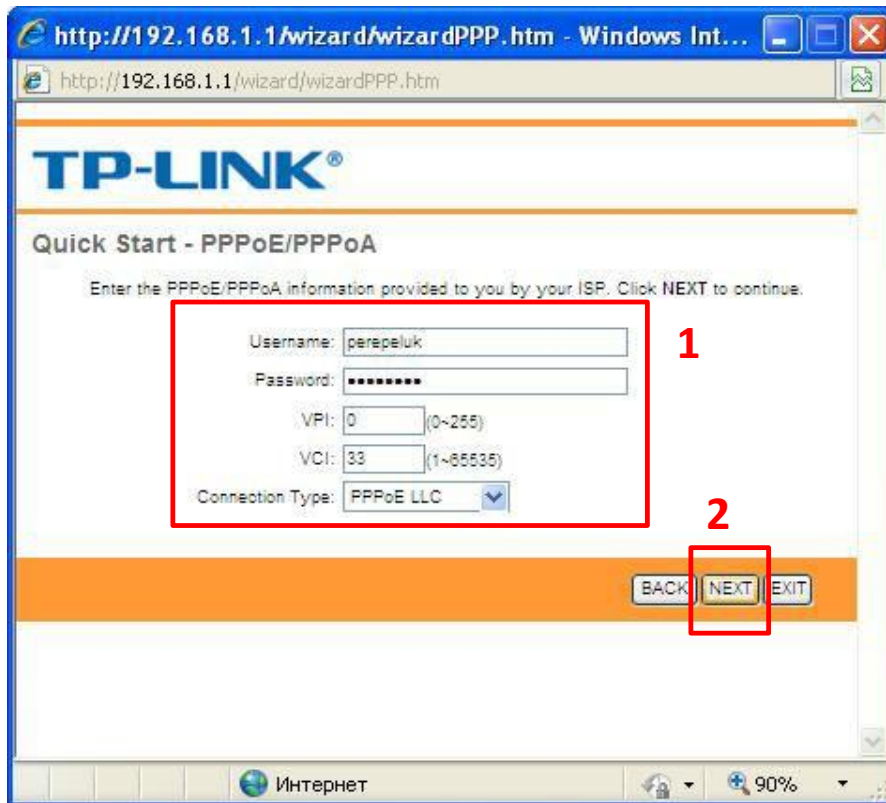 http://192.168.1.1/wizard/wizardPPP.htm - Windows Int...
http://192.168.1.1/wizard/wizardPPP.htm
TP-LINK®
Quick Start - PPPoE/PPPoA
Enter the PPPoE/PPPoA information provided to you by your ISP. Click NEXT to continue.
1
Username: perepeluk
Password: ••••••••
VPI: 0 (0~255)
VCI: 33 (1~65535)
Connection Type: PPPoE LLC
2
BACK NEXT EXIT
Интернет 90%